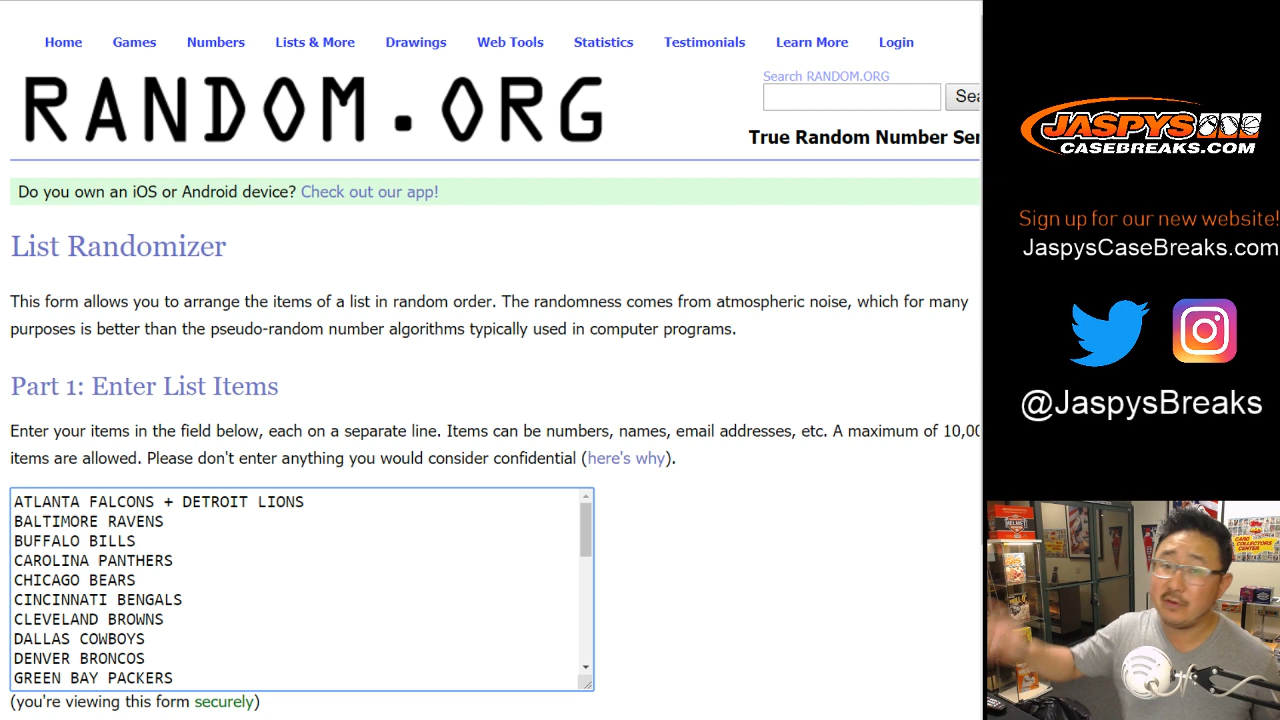 Home Games Numbers Lists & More Drawings Web Tools Statistics Testimonials Learn More Login
RANDOM.ORG
Search RANDOM.ORG
Sea
True Random Number Ser
Do you own an iOS or Android device? Check out our app!
List Randomizer
This form allows you to arrange the items of a list in random order. The randomness comes from atmospheric noise, which for many
purposes is better than the pseudo-random number algorithms typically used in computer programs.
Part 1: Enter List Items
Enter your items in the field below, each on a separate line. Items can be numbers, names, email addresses, etc. A maximum of 10,00
items are allowed. Please don't enter anything you would consider confidential (here's why).
ATLANTA FALCONS + DETROIT LIONS
BALTIMORE RAVENS
BUFFALO BILLS
CAROLINA PANTHERS
CHICAGO BEARS
CINCINNATI BENGALS
CLEVELAND BROWNS
DALLAS COWBOYS
DENVER BRONCOS
GREEN BAY PACKERS
(you're viewing this form securely)
JASPYS
CASEBREAKS.COM
Sign up for our new website!
JaspysCaseBreaks.com
@JaspysBreaks
HELMET
CARD
COLLECTORS
CENTER